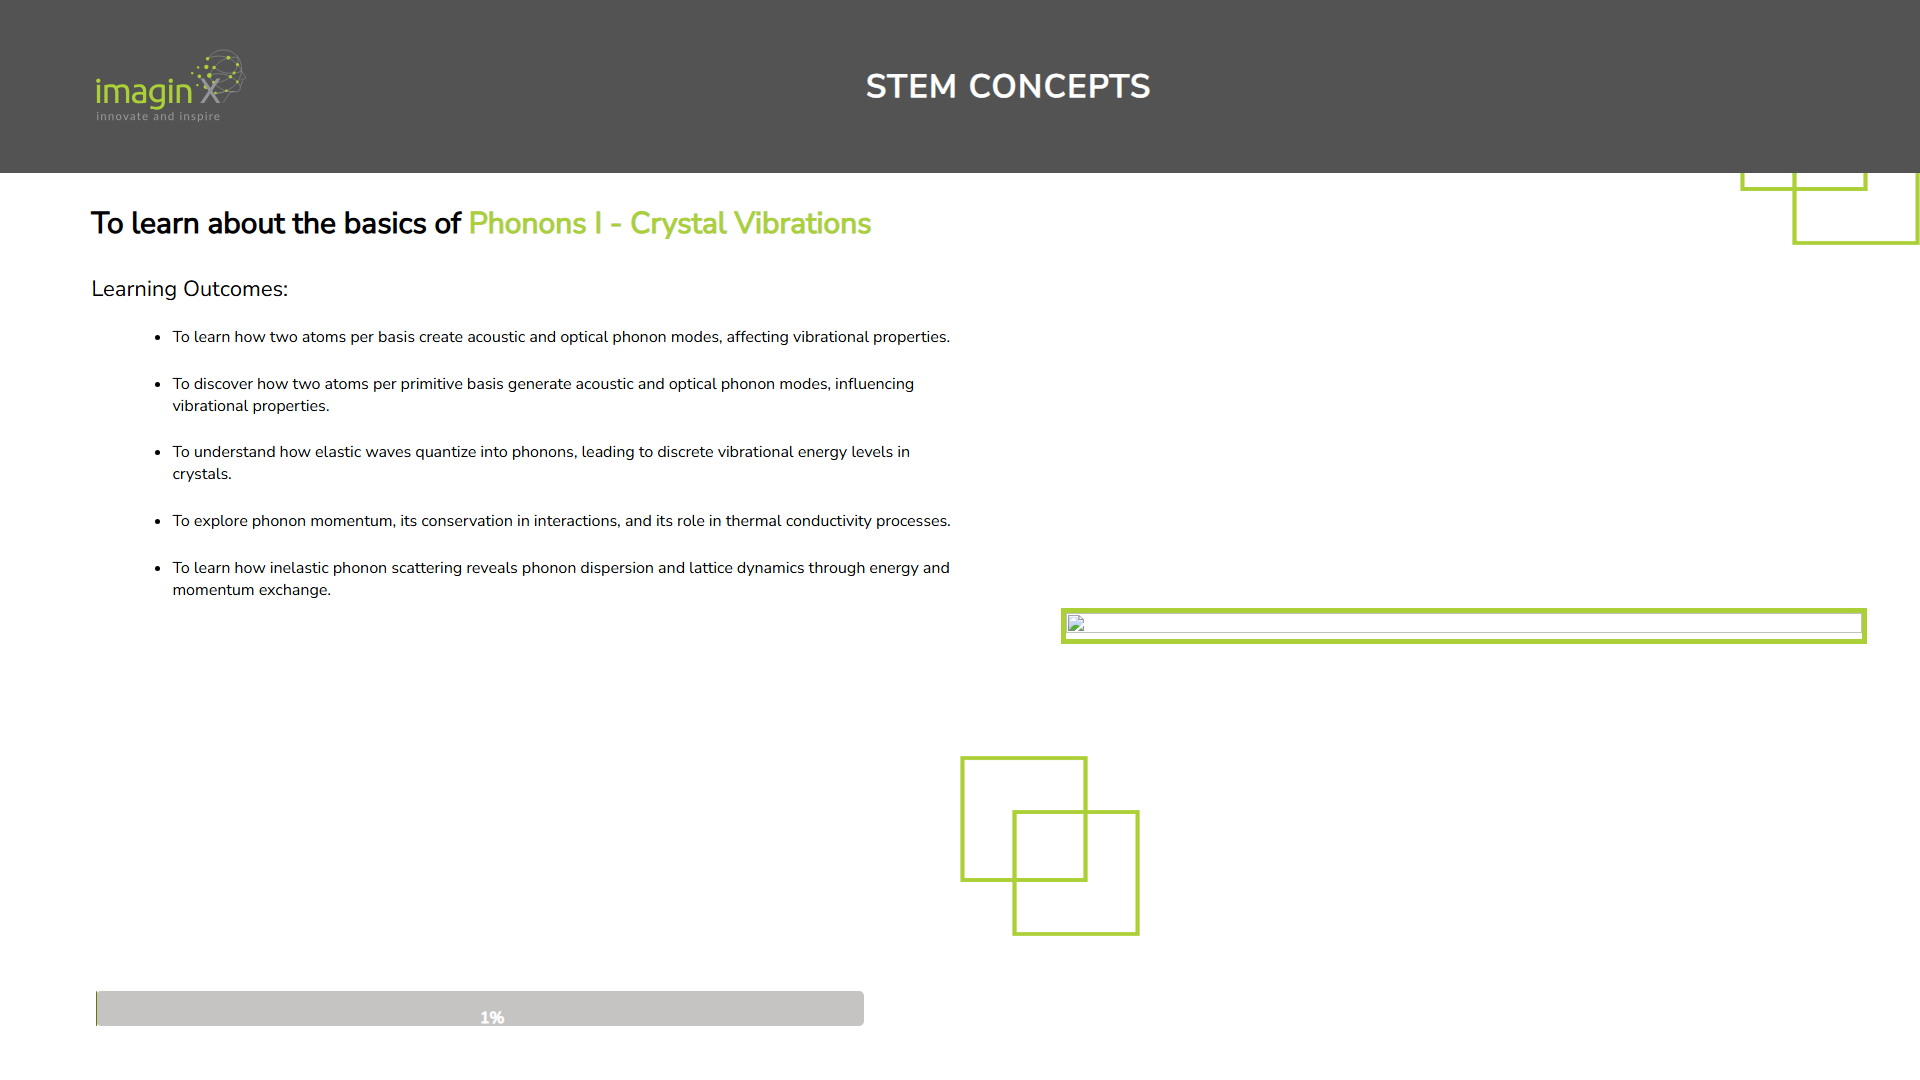 imaginX
innovate and inspire
STEM CONCEPTS
To learn about the basics of Phonons I - Crystal Vibrations
Learning Outcomes:
• To learn how two atoms per basis create acoustic and optical phonon modes, affecting vibrational properties.
• To discover how two atoms per primitive basis generate acoustic and optical phonon modes, influencing
vibrational properties.
• To understand how elastic waves quantize into phonons, leading to discrete vibrational energy levels in
crystals.
• To explore phonon momentum, its conservation in interactions, and its role in thermal conductivity processes.
• To learn how inelastic phonon scattering reveals phonon dispersion and lattice dynamics through energy and
momentum exchange.
1%